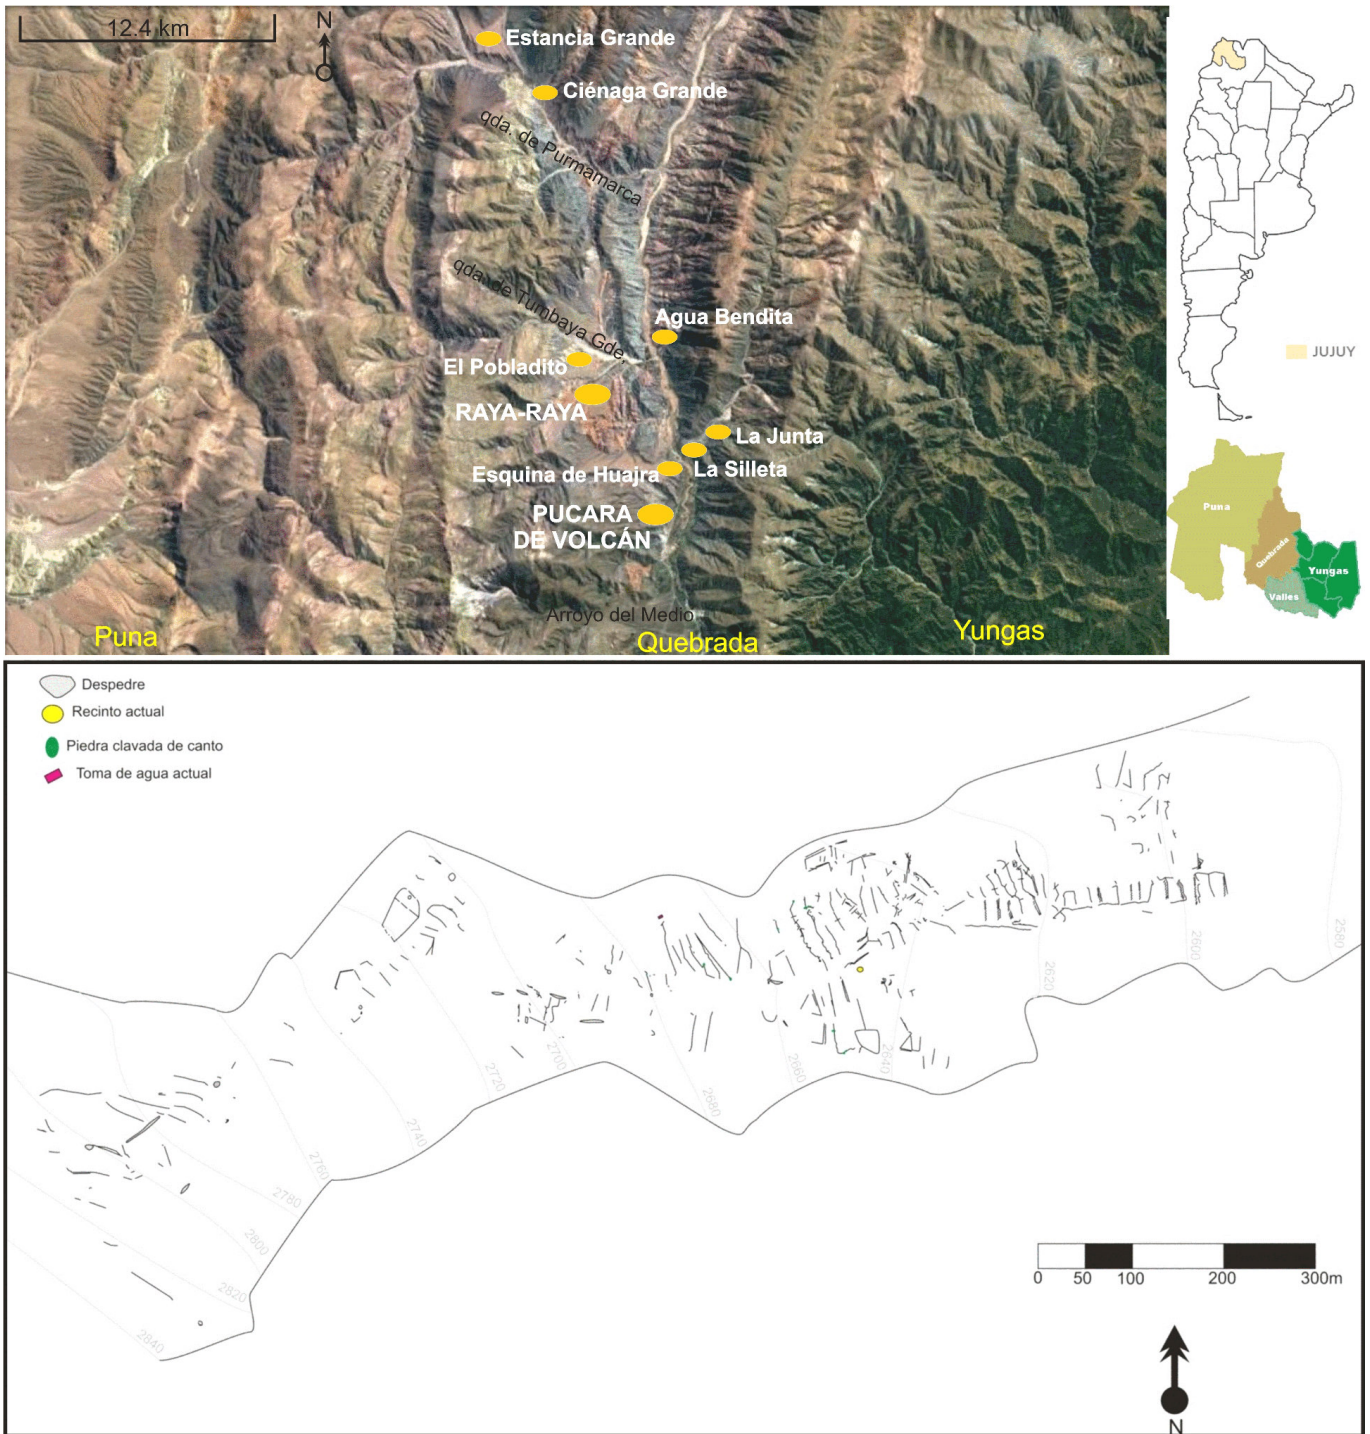 12.4 km
N
Estancia Grande
Ciénaga Grande
qda. de Purmamarca
qda. de Tumbaya Gde.
Agua Bendita
El Pobladito
RAYA-RAYA
La Junta
La Silleta
Esquina de Huajra
PUCARA
DE VOLCÁN
Arroyo del Medio
Puna
Quebrada
Yungas
JUJUY
Puna
Quebrada
Yungas
Valles
Despedre
Recinto actual
Piedra clavada de canto
Toma de agua actual
2580
2600
2620
2640
2660
2680
2700
2720
2740
2760
2780
2800
2820
2840
0 50 100 200 300m
N